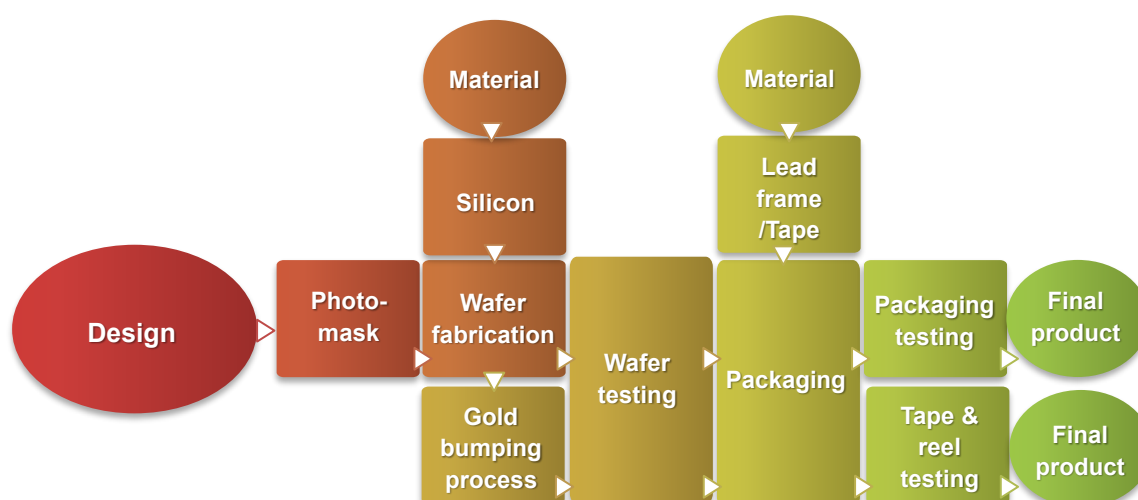 Material
Material
Silicon
Lead
frame
/Tape
Design
Photo-
mask
Wafer
fabrication
Wafer
testing
Packaging
Packaging
testing
Final
product
Gold
bumping
process
Tape &
reel
testing
Final
product